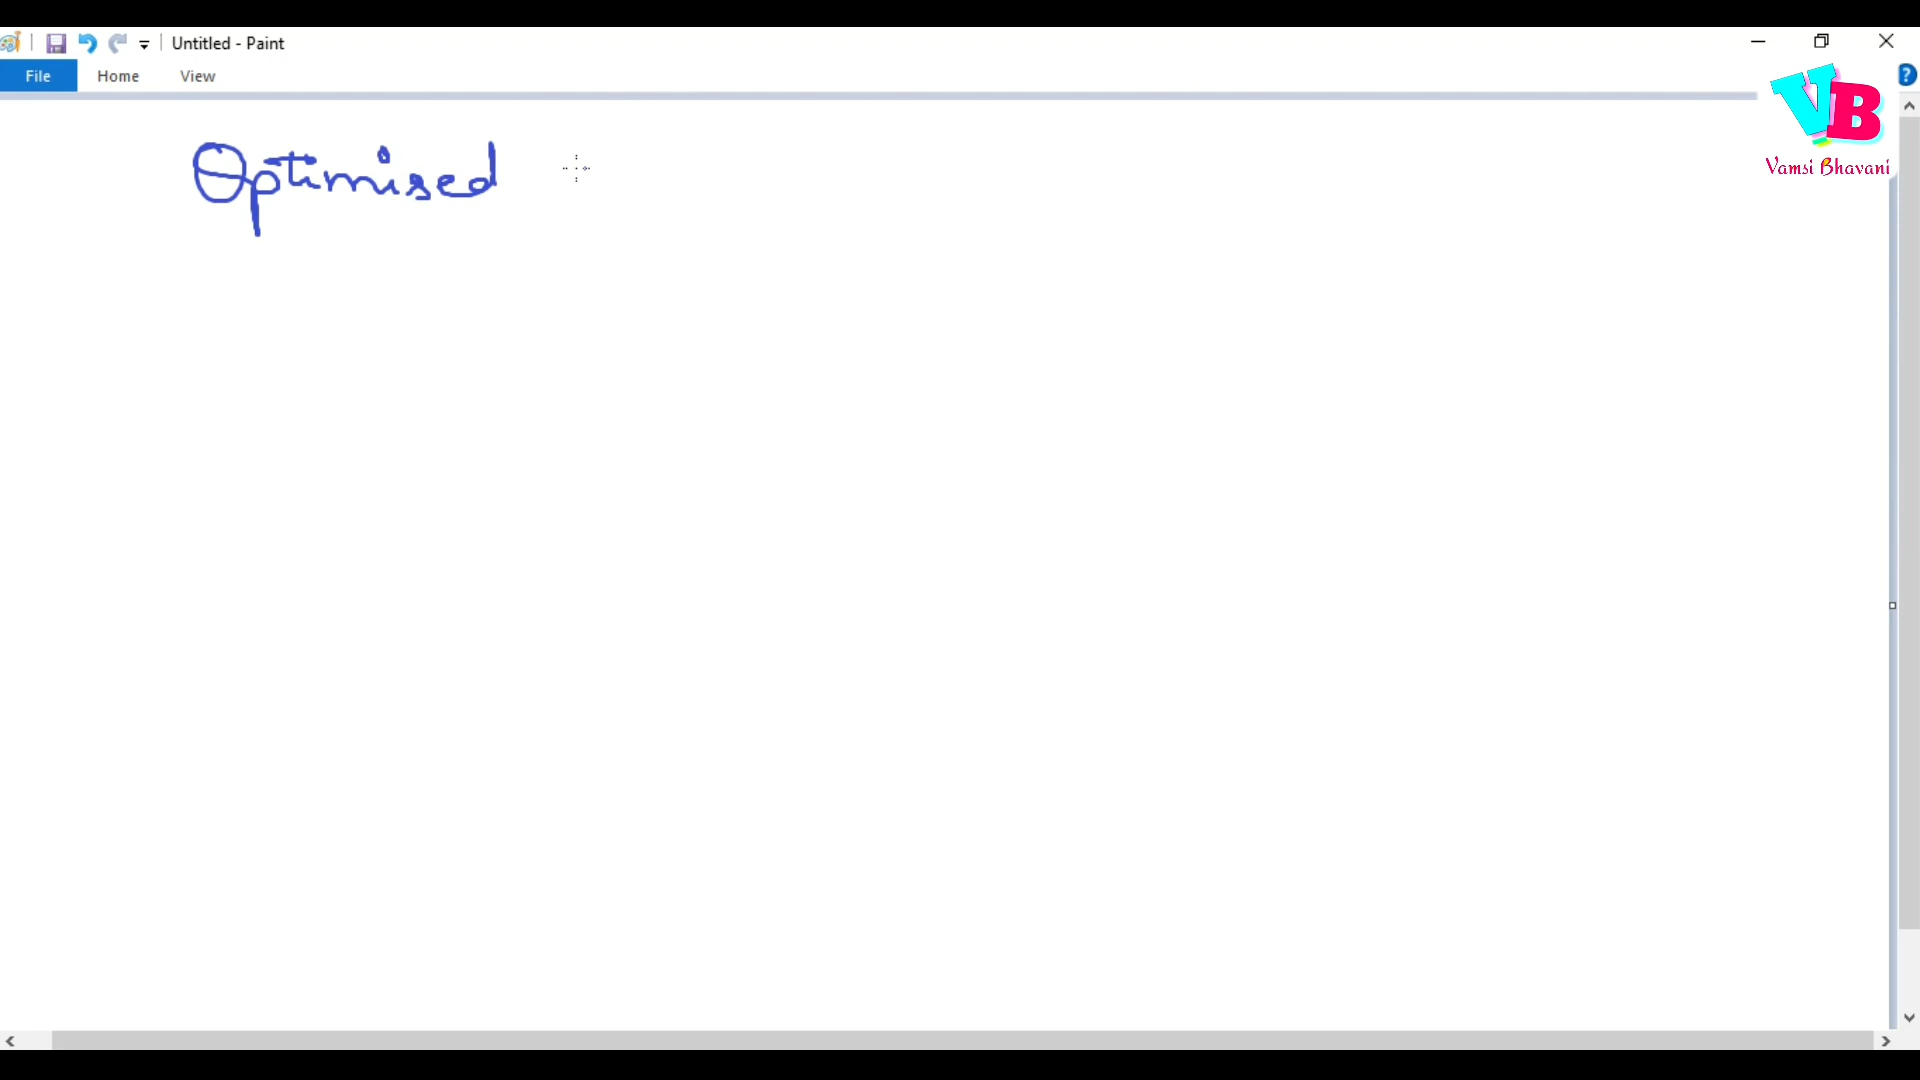 Untitled - Paint
File Home View
VB
Vamsi Bhavani
Optimised